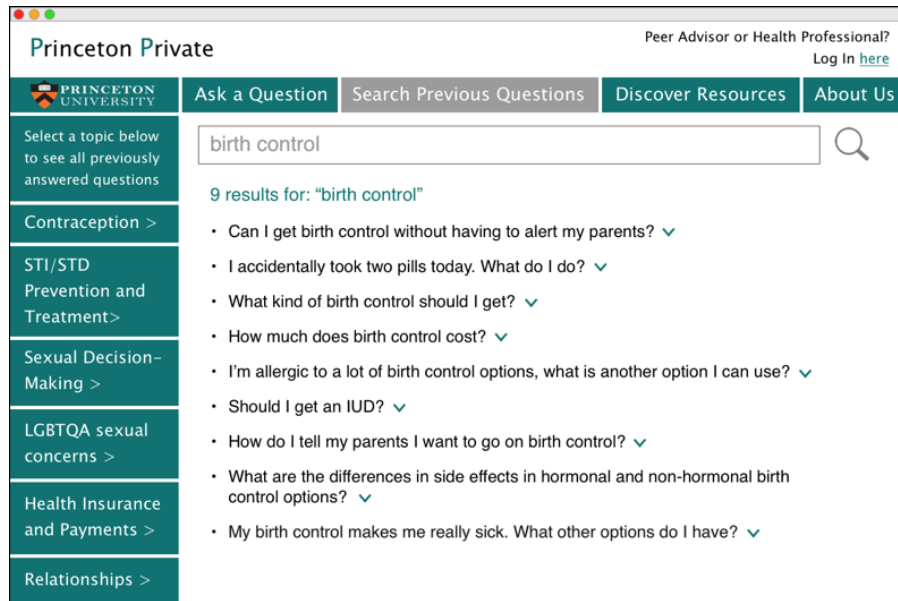 Princeton Private
Peer Advisor or Health Professional?
Log In here
PRINCETON
UNIVERSITY
Ask a Question
Search Previous Questions
Discover Resources
About Us
Select a topic below
to see all previously
answered questions
Contraception >
STI/STD
Prevention and
Treatment>
Sexual Decision-
Making >
LGBTQA sexual
concerns >
Health Insurance
and Payments >
Relationships >
birth control
9 results for: “birth control”
• Can I get birth control without having to alert my parents?
• I accidentally took two pills today. What do I do?
• What kind of birth control should I get?
• How much does birth control cost?
• I’m allergic to a lot of birth control options, what is another option I can use?
• Should I get an IUD?
• How do I tell my parents I want to go on birth control?
• What are the differences in side effects in hormonal and non-hormonal birth
control options?
• My birth control makes me really sick. What other options do I have?